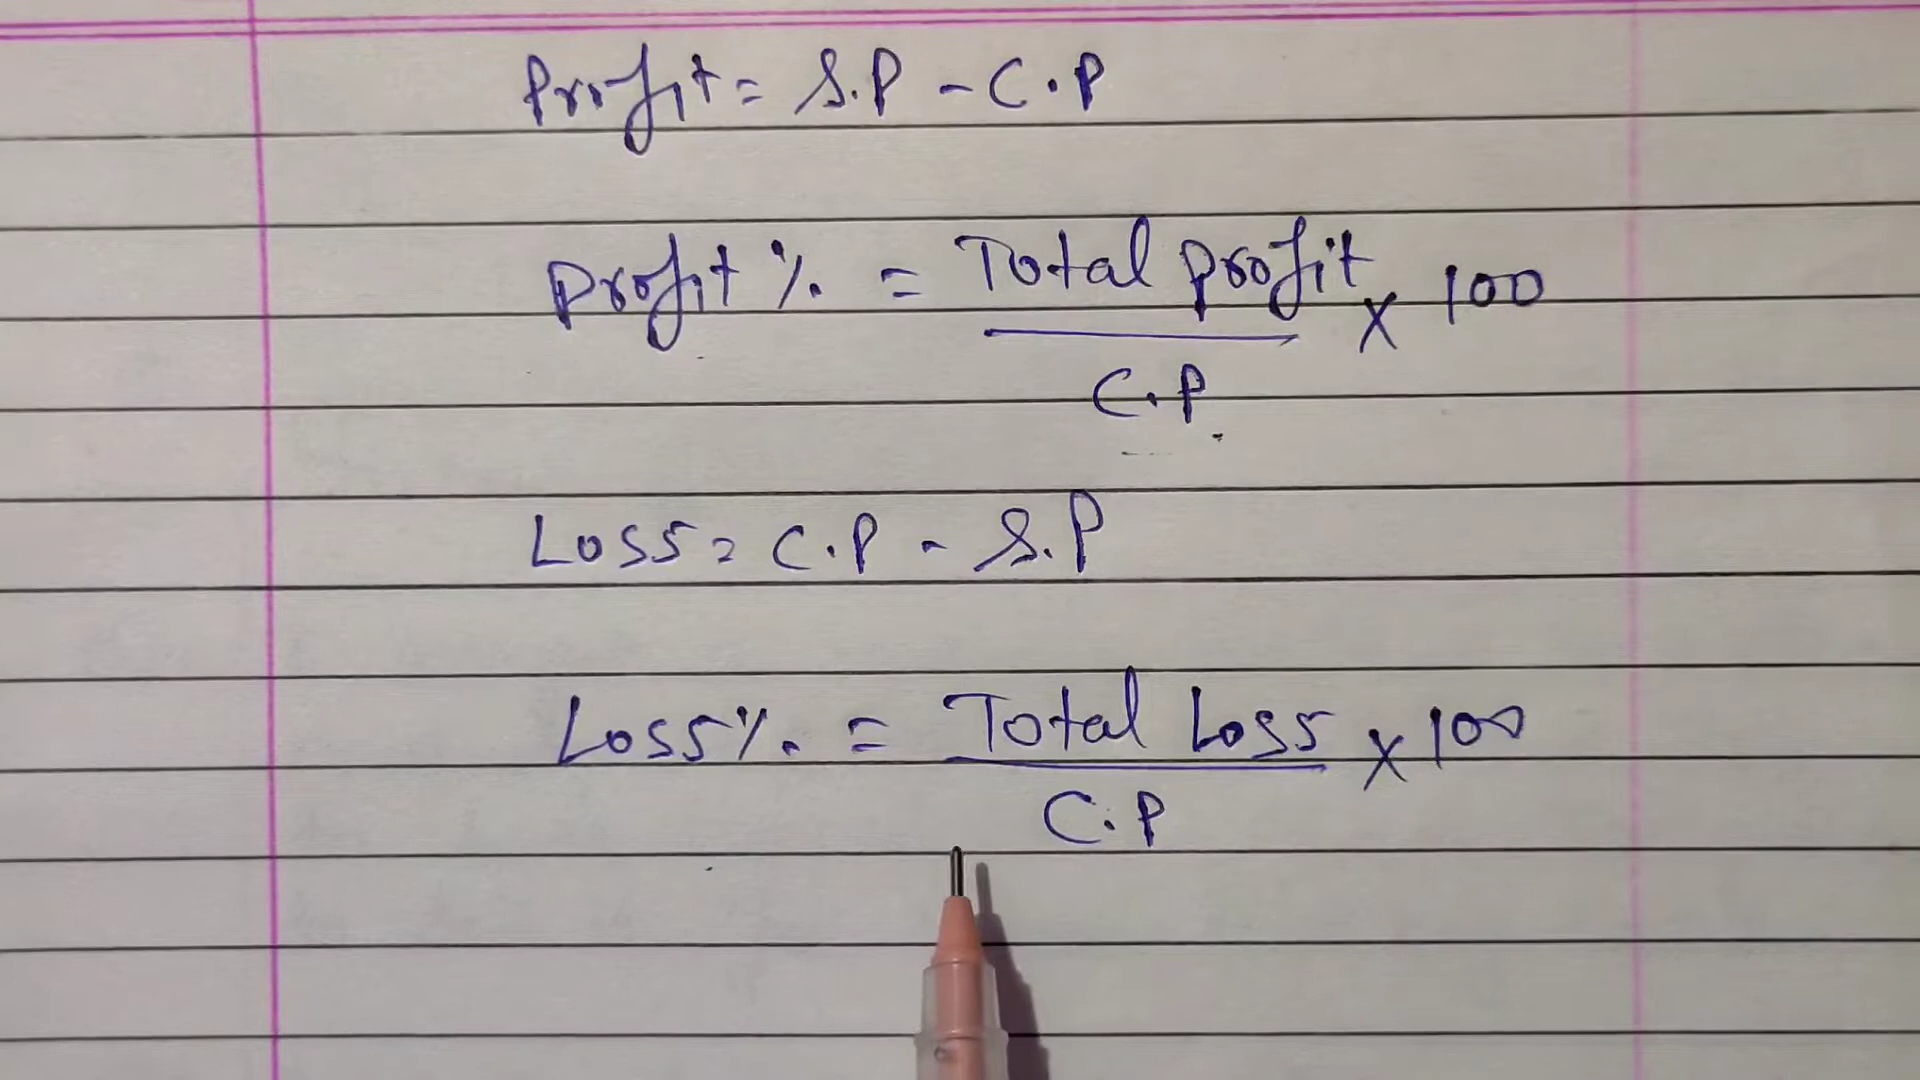 Profit = S.P - C.P
Profit % = Total profit × 100
C.P
Loss = C.P - S.P
Loss % = Total Loss × 100
C.P